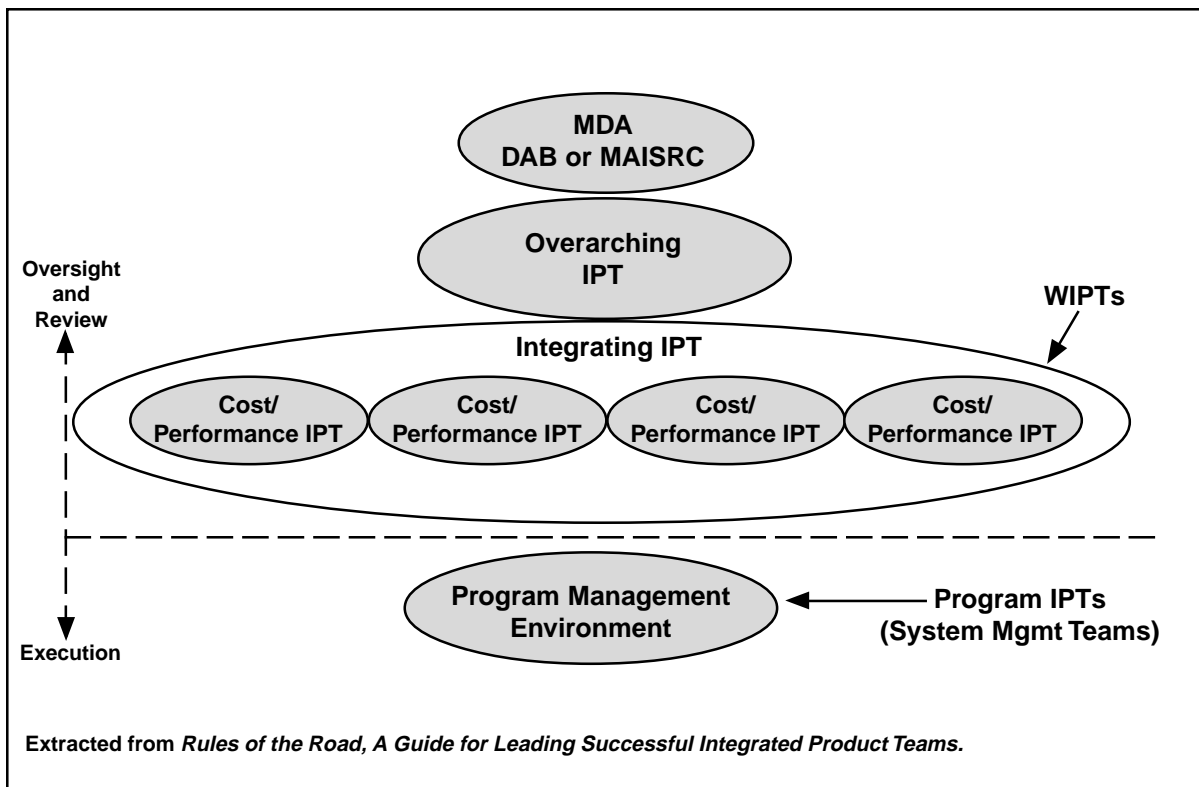 MDA
DAB or MAISRC
Overarching
IPT
Oversight
and
Review
WIPTs
Integrating IPT
Cost/
Performance IPT
Cost/
Performance IPT
Cost/
Performance IPT
Cost/
Performance IPT
Program Management
Environment
Program IPTs
(System Mgmt Teams)
Execution
Extracted from Rules of the Road, A Guide for Leading Successful Integrated Product Teams.